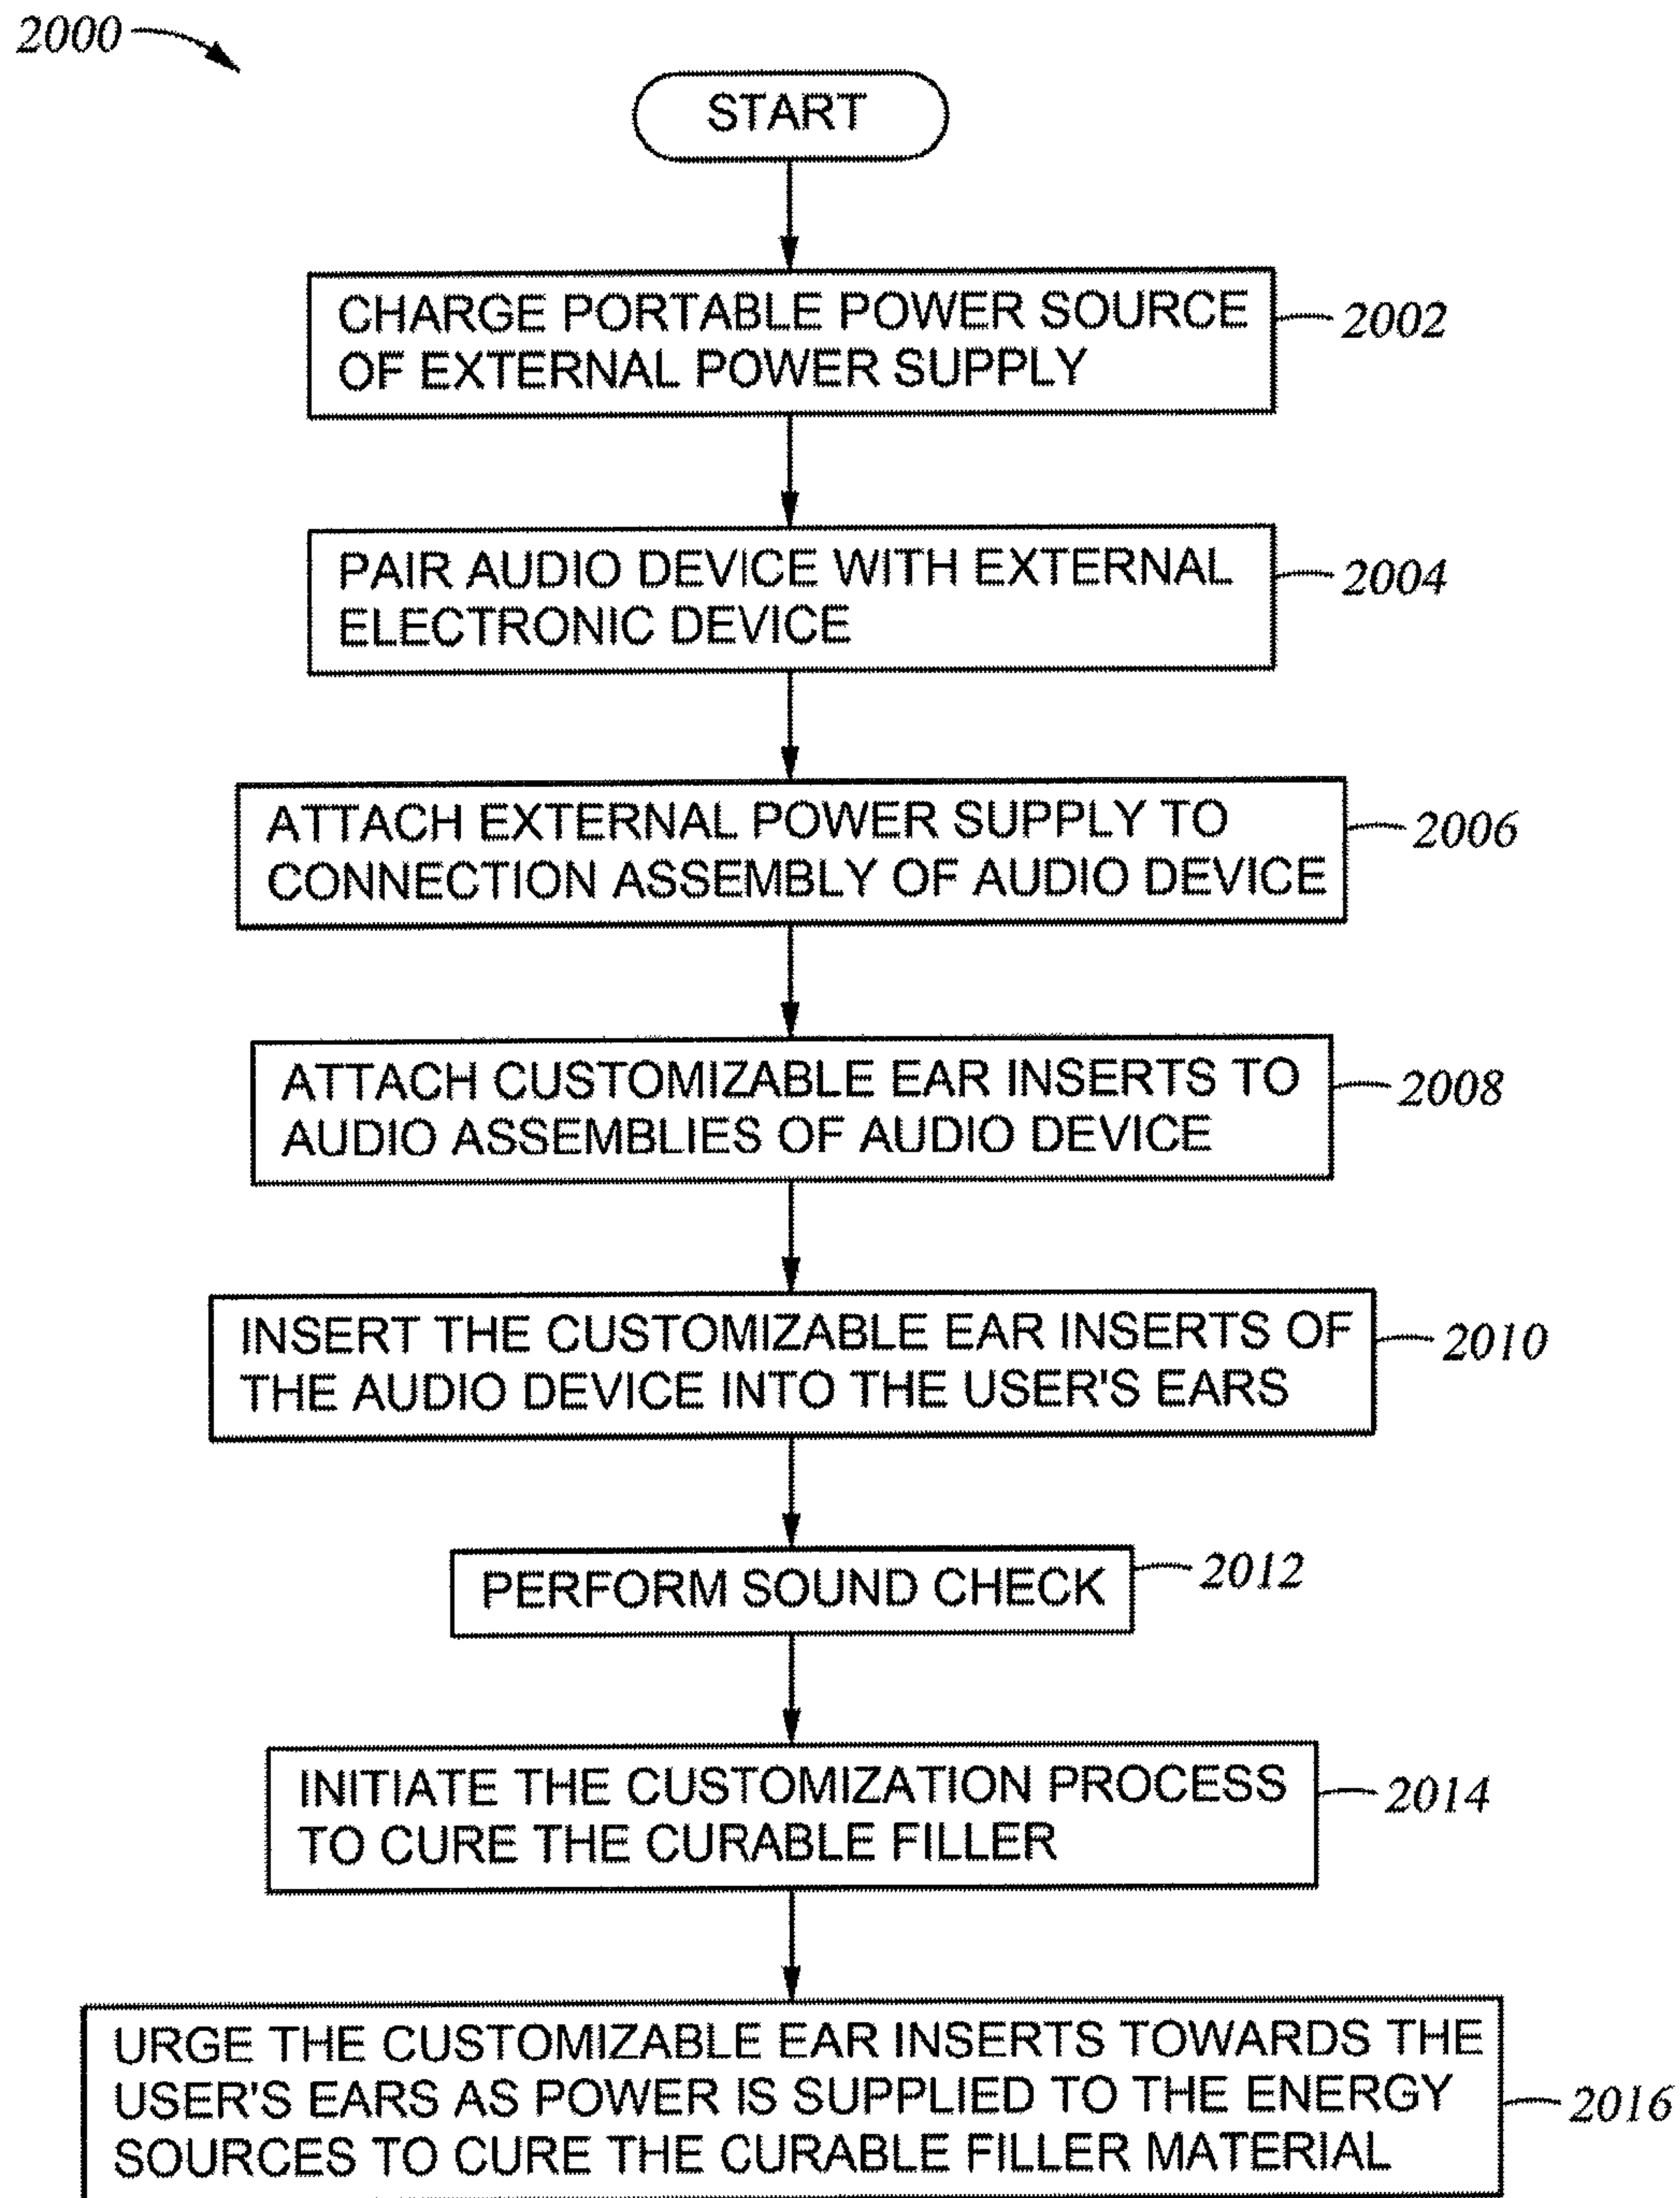 2000
START
CHARGE PORTABLE POWER SOURCE
OF EXTERNAL POWER SUPPLY
2002
PAIR AUDIO DEVICE WITH EXTERNAL
ELECTRONIC DEVICE
2004
ATTACH EXTERNAL POWER SUPPLY TO
CONNECTION ASSEMBLY OF AUDIO DEVICE
2006
ATTACH CUSTOMIZABLE EAR INSERTS TO
AUDIO ASSEMBLIES OF AUDIO DEVICE
2008
INSERT THE CUSTOMIZABLE EAR INSERTS OF
THE AUDIO DEVICE INTO THE USER'S EARS
2010
PERFORM SOUND CHECK
2012
INITIATE THE CUSTOMIZATION PROCESS
TO CURE THE CURABLE FILLER
2014
URGE THE CUSTOMIZABLE EAR INSERTS TOWARDS THE
USER'S EARS AS POWER IS SUPPLIED TO THE ENERGY
SOURCES TO CURE THE CURABLE FILLER MATERIAL
2016